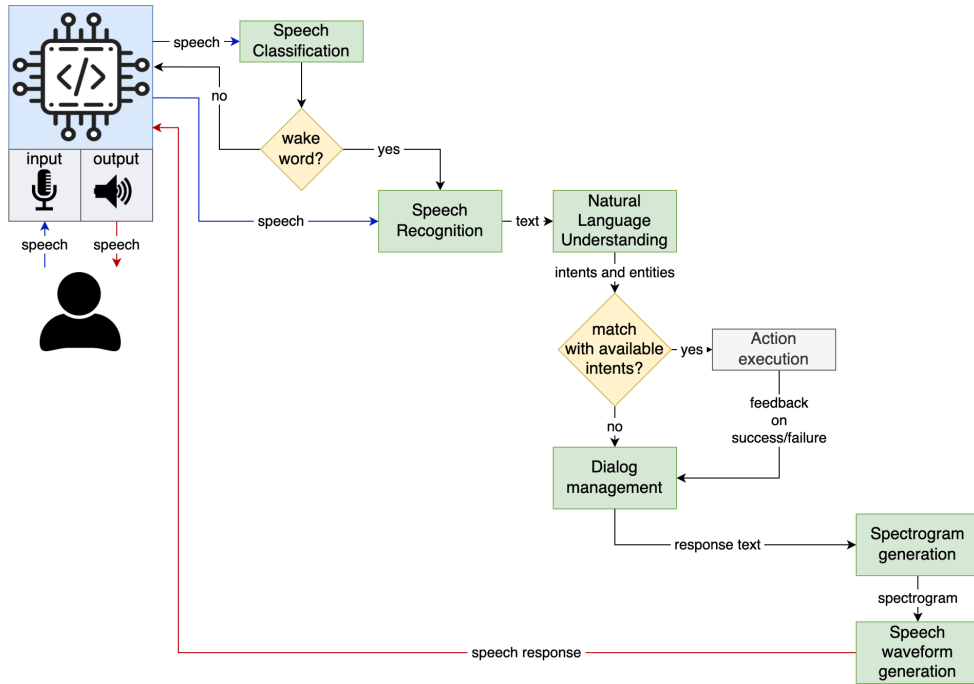 speech
Speech
Classification
</>
no
wake
word?
yes
input
output
speech
speech
speech
Speech
Recognition
text
Natural
Language
Understanding
intents and entities
match
with available
intents?
yes
Action
execution
feedback
on
success/failure
no
Dialog
management
response text
Spectrogram
generation
spectrogram
Speech
waveform
generation
speech response